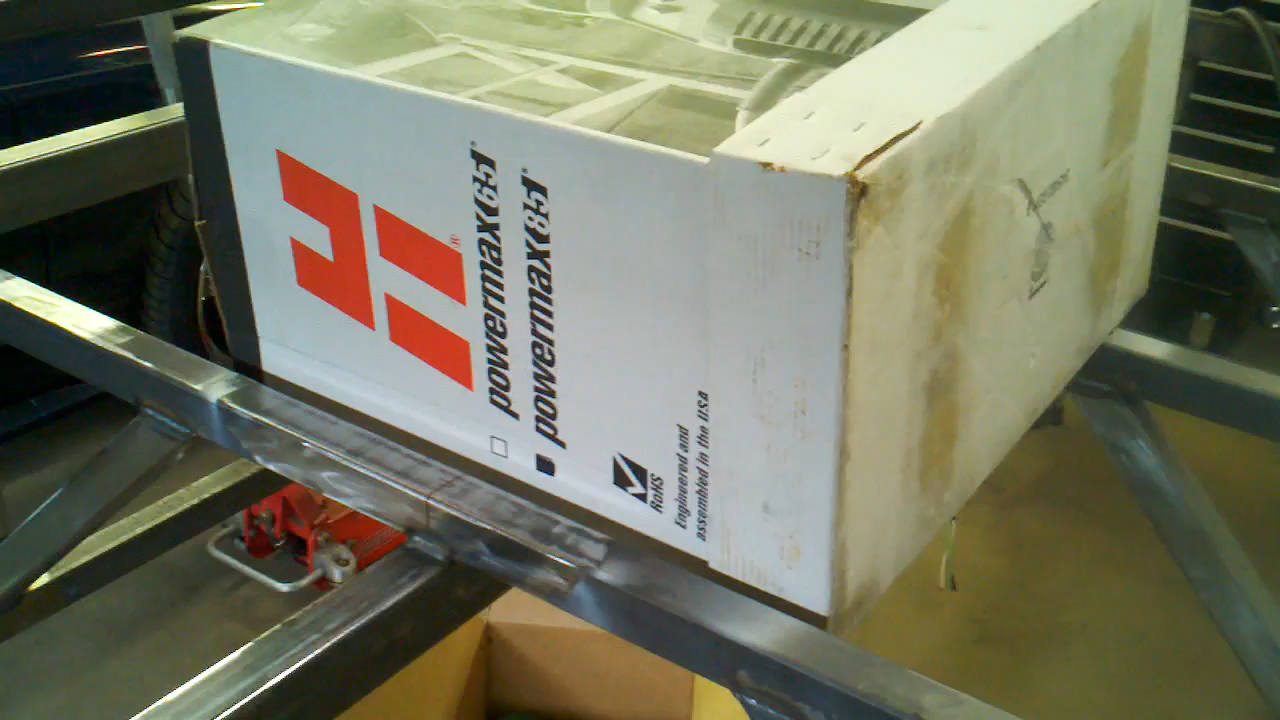 powermax65®
powermax85®
RoHS
Engineered and
assembled in the USA